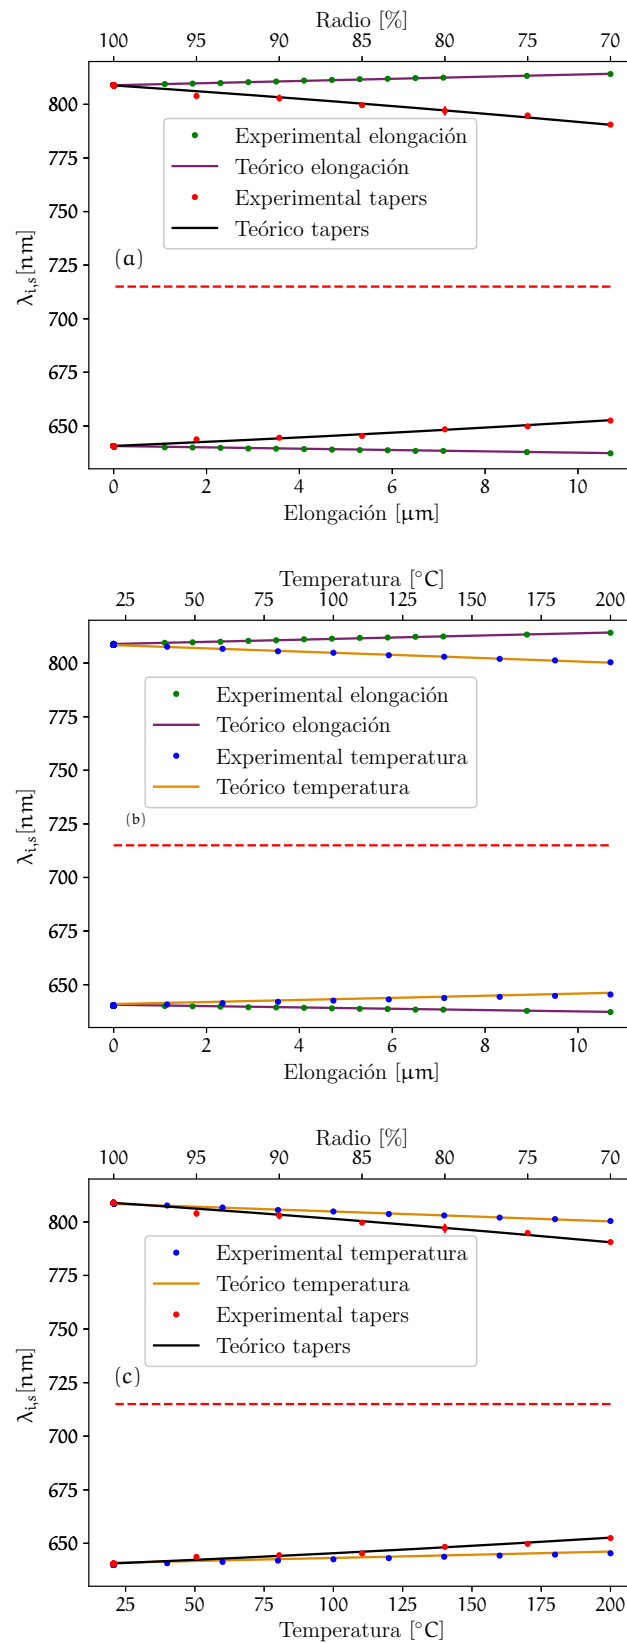 Radio [%]
100 95 90 85 80 75 70
800
775
750
725
700
675
650
λi,s[nm]
Experimental elongación
Teórico elongación
Experimental tapers
Teórico tapers
(a)
0 2 4 6 8 10
Elongación [μm]
Temperatura [°C]
25 50 75 100 125 150 175 200
800
775
750
725
700
675
650
λi,s[nm]
Experimental elongación
Teórico elongación
Experimental temperatura
Teórico temperatura
(b)
0 2 4 6 8 10
Elongación [μm]
Radio [%]
100 95 90 85 80 75 70
800
775
750
725
700
675
650
λi,s[nm]
Experimental temperatura
Teórico temperatura
Experimental tapers
Teórico tapers
(c)
25 50 75 100 125 150 175 200
Temperatura [°C]